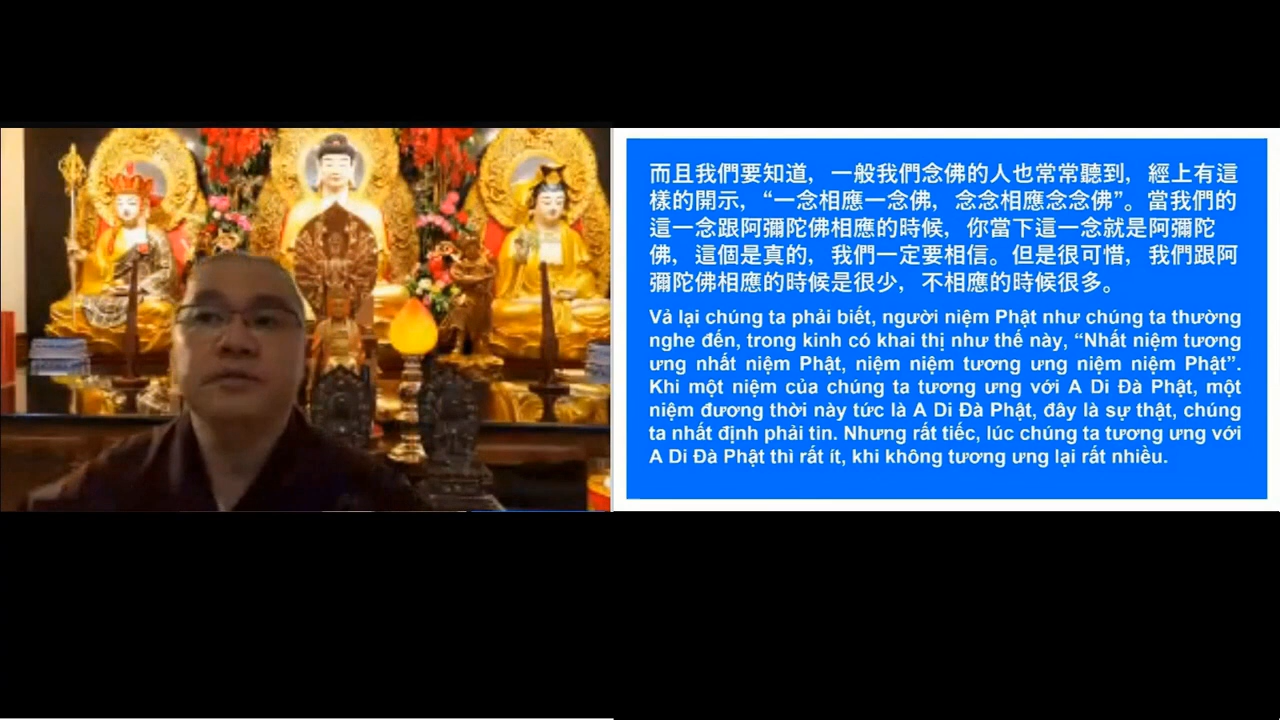 而且我們要知道，一般我們念佛的人也常常聽到，經上有這
樣的開示，“一念相應一念佛，念念相應念念佛”。當我們的
這一念跟阿彌陀佛相應的時候，你當下這一念就是阿彌陀
佛，這個是真的，我們一定要相信。但是很可惜，我們跟阿
彌陀佛相應的時候是很少，不相應的時候很多。
Vả lại chúng ta phải biết, người niệm Phật như chúng ta thường
nghe đến, trong kinh có khai thị như thế này, “Nhất niệm tương
ưng nhất niệm Phật, niệm niệm tương ưng niệm niệm Phật”.
Khi một niệm của chúng ta tương ưng với A Di Đà Phật, một
niệm đương thời này tức là A Di Đà Phật, đây là sự thật, chúng
ta nhất định phải tin. Nhưng rất tiếc, lúc chúng ta tương ưng với
A Di Đà Phật thì rất ít, khi không tương ưng lại rất nhiều.